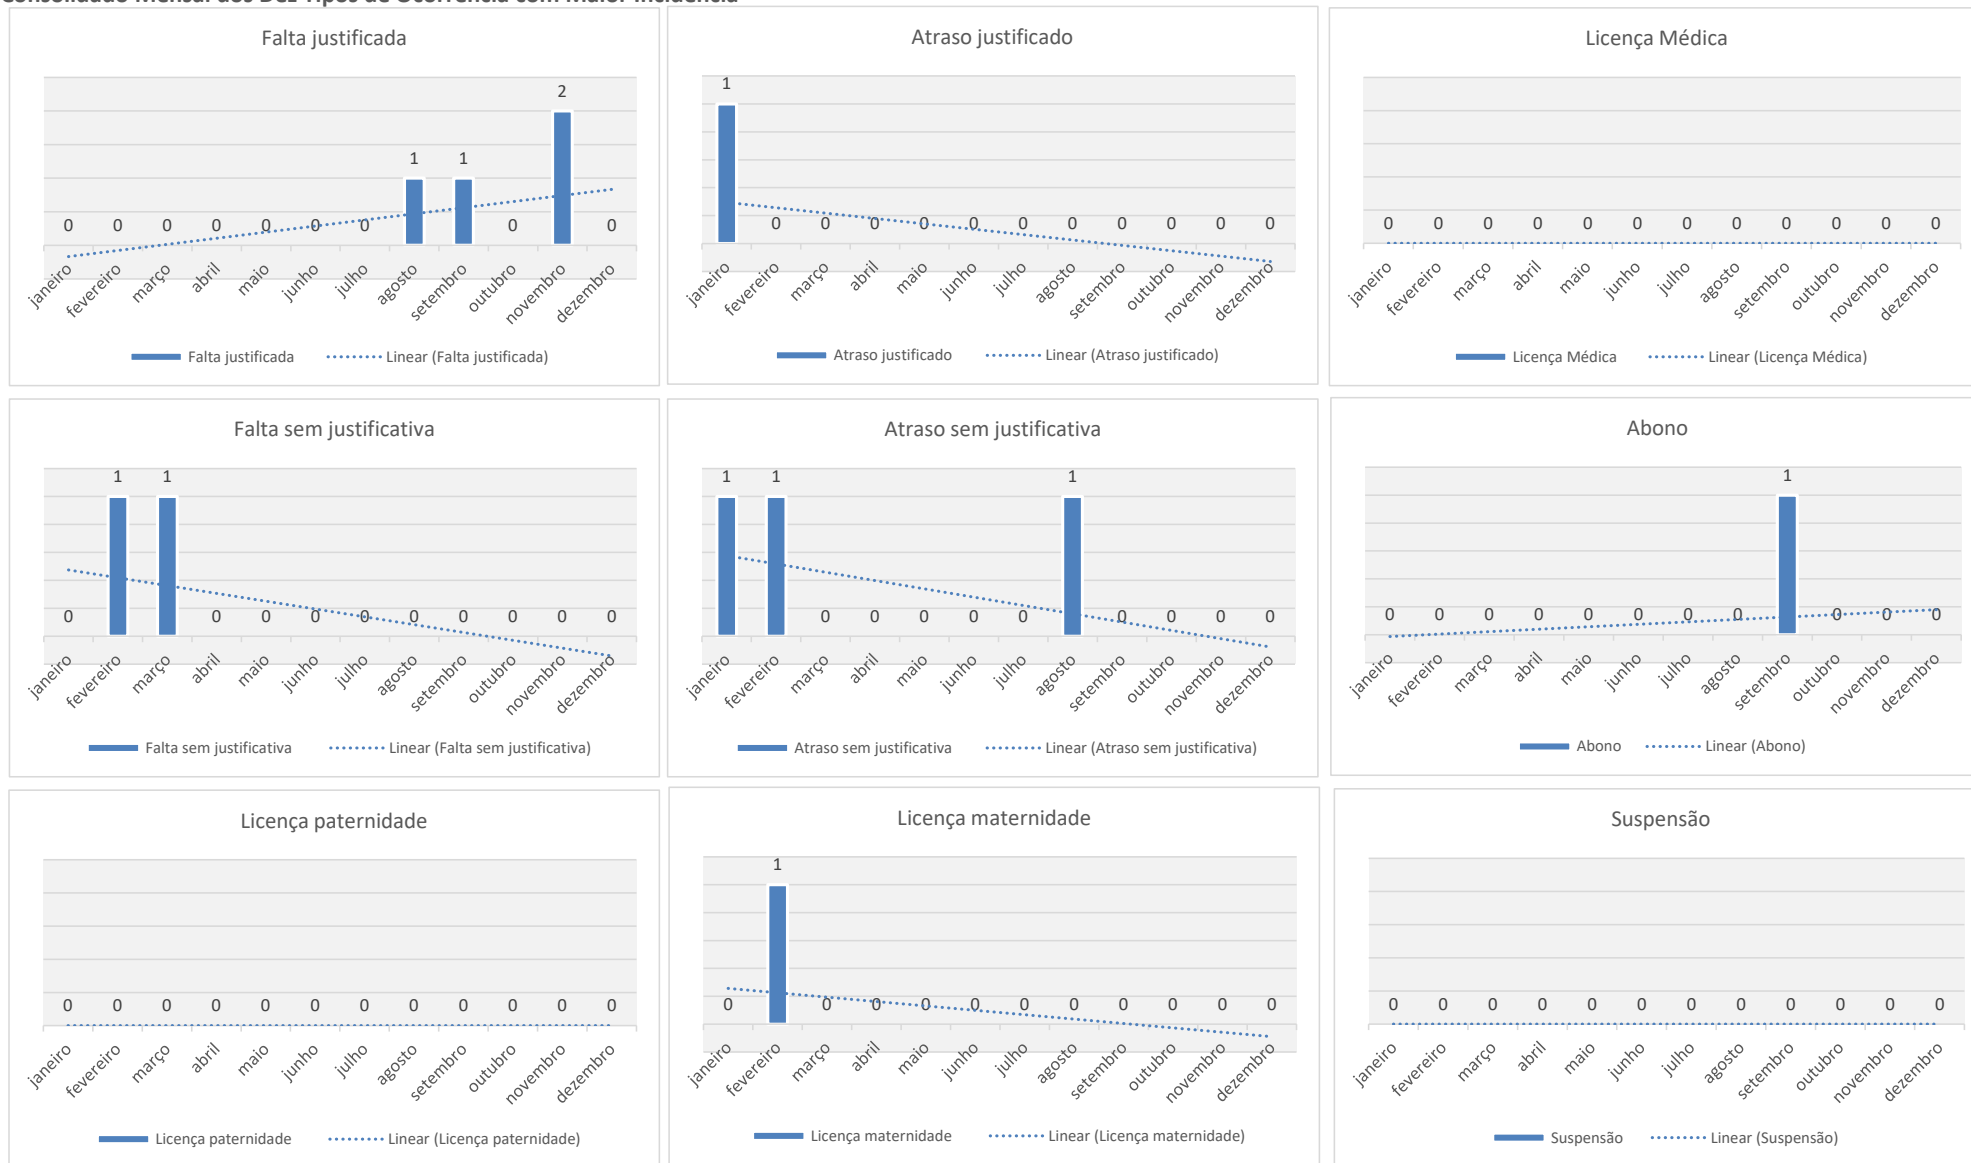 Consolidado Mensal dos Dez Tipos de Ocorrência com Maior Incidência
Falta justificada
0 0 0 0 0 0 0 1 1 0 2 0
janeiro fevereiro março abril maio junho julho agosto setembro outubro novembro dezembro
Falta justificada Linear (Falta justificada)
Atraso justificado
1 0 0 0 0 0 0 0 0 0 0 0
janeiro fevereiro março abril maio junho julho agosto setembro outubro novembro dezembro
Atraso justificado Linear (Atraso justificado)
Licença Médica
0 0 0 0 0 0 0 0 0 0 0 0
janeiro fevereiro março abril maio junho julho agosto setembro outubro novembro dezembro
Licença Médica Linear (Licença Médica)
Falta sem justificativa
0 1 1 0 0 0 0 0 0 0 0 0
janeiro fevereiro março abril maio junho julho agosto setembro outubro novembro dezembro
Falta sem justificativa Linear (Falta sem justificativa)
Atraso sem justificativa
1 1 0 0 0 0 0 1 0 0 0 0
janeiro fevereiro março abril maio junho julho agosto setembro outubro novembro dezembro
Atraso sem justificativa Linear (Atraso sem justificativa)
Abono
0 0 0 0 0 0 0 0 1 0 0 0
janeiro fevereiro março abril maio junho julho agosto setembro outubro novembro dezembro
Abono Linear (Abono)
Licença paternidade
0 0 0 0 0 0 0 0 0 0 0 0
janeiro fevereiro março abril maio junho julho agosto setembro outubro novembro dezembro
Licença paternidade Linear (Licença paternidade)
Licença maternidade
0 1 0 0 0 0 0 0 0 0 0 0
janeiro fevereiro março abril maio junho julho agosto setembro outubro novembro dezembro
Licença maternidade Linear (Licença maternidade)
Suspensão
0 0 0 0 0 0 0 0 0 0 0 0
janeiro fevereiro março abril maio junho julho agosto setembro outubro novembro dezembro
Suspensão Linear (Suspensão)